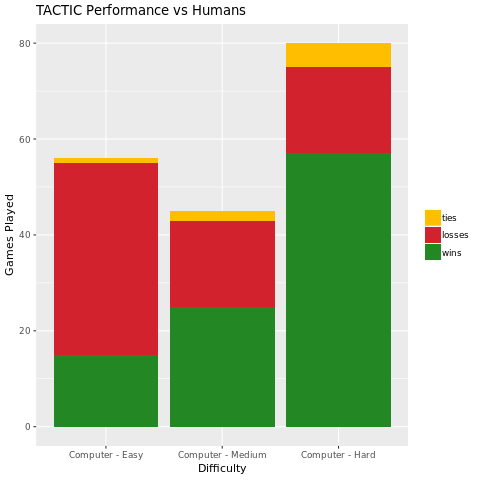 TACTIC Performance vs Humans
Games Played
80
60
40
20
0
Computer - Easy
Computer - Medium
Computer - Hard
Difficulty
ties
losses
wins